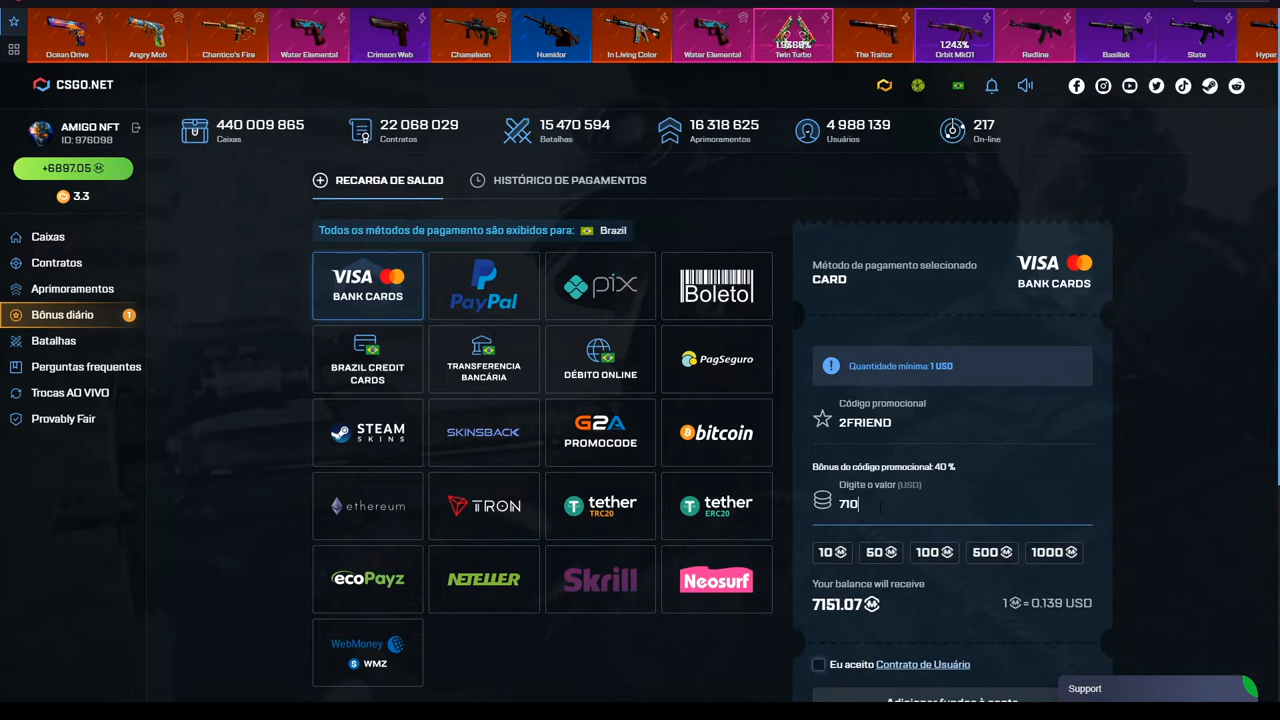 Ocean Drive
Angry Mob
Chantico's Fire
Water Elemental
Crimson Web
Chameleon
Humidor
In Living Color
Water Elemental
Twin Turbo
The Traitor
1.243%
Orbit Mk01
Redline
Basilisk
Slate
Hyper
CSGO.NET
AMIGO NFT
ID: 976098
+6897.05
3.3
440 009 865
Caixas
22 068 029
Contratos
15 470 594
Batalhas
16 318 625
Aprimoramentos
4 988 139
Usuários
217
On-line
Caixas
Contratos
Aprimoramentos
Bônus diário 1
Batalhas
Perguntas frequentes
Trocas AO VIVO
Provably Fair
RECARGA DE SALDO
HISTÓRICO DE PAGAMENTOS
Todos os métodos de pagamento são exibidos para: Brazil
VISA
BANK CARDS
PayPal
pix
Boleto
BRAZIL CREDIT
CARDS
TRANSFERENCIA
BANCÁRIA
DÉBITO ONLINE
PagSeguro
STEAM
SKINS
SKINSBACK
G2A
PROMOCODE
bitcoin
ethereum
TRON
tether
TRC20
tether
ERC20
ecoPayz
NETELLER
Skrill
Neosurf
WebMoney
WMZ
Método de pagamento selecionado
CARD
VISA
BANK CARDS
Quantidade mínima: 1 USD
Código promocional
2FRIEND
Bônus do código promocional: 40 %
Digite o valor (USD)
710
10
50
100
500
1000
Your balance will receive
7151.07
1 = 0.139 USD
Eu aceito Contrato de Usuário
Adicionar fundos à conta
Support